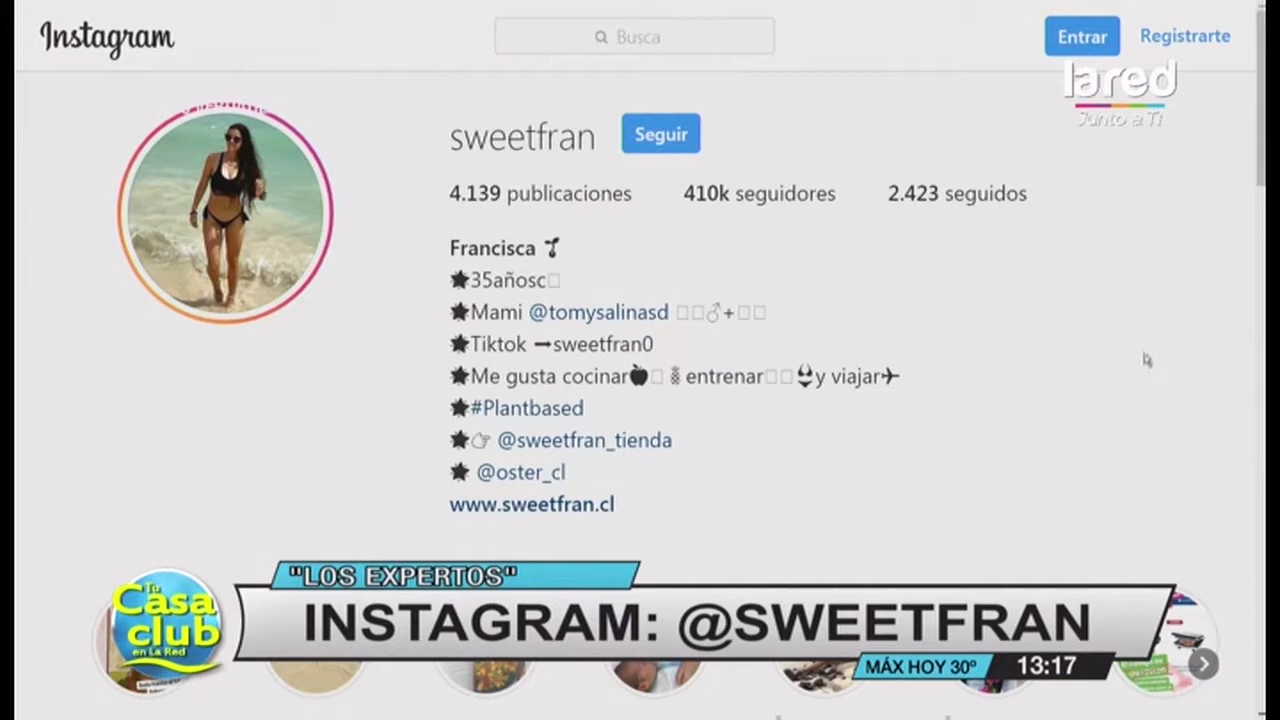 Instagram
Busca
Entrar
Registrarte
lared
Junto a Ti
sweetfran
Seguir
4.139 publicaciones
410k seguidores
2.423 seguidos
Francisca
35añosc
Mami @tomysalinasd ♂+
Tiktok ➞sweetfran0
Me gusta cocinar entrenar y viajar✈
#Plantbased
@sweetfran_tienda
@oster_cl
www.sweetfran.cl
"LOS EXPERTOS"
INSTAGRAM: @SWEETFRAN
Tu
Casa
club
en La Red
MÁX HOY 30º
13:17